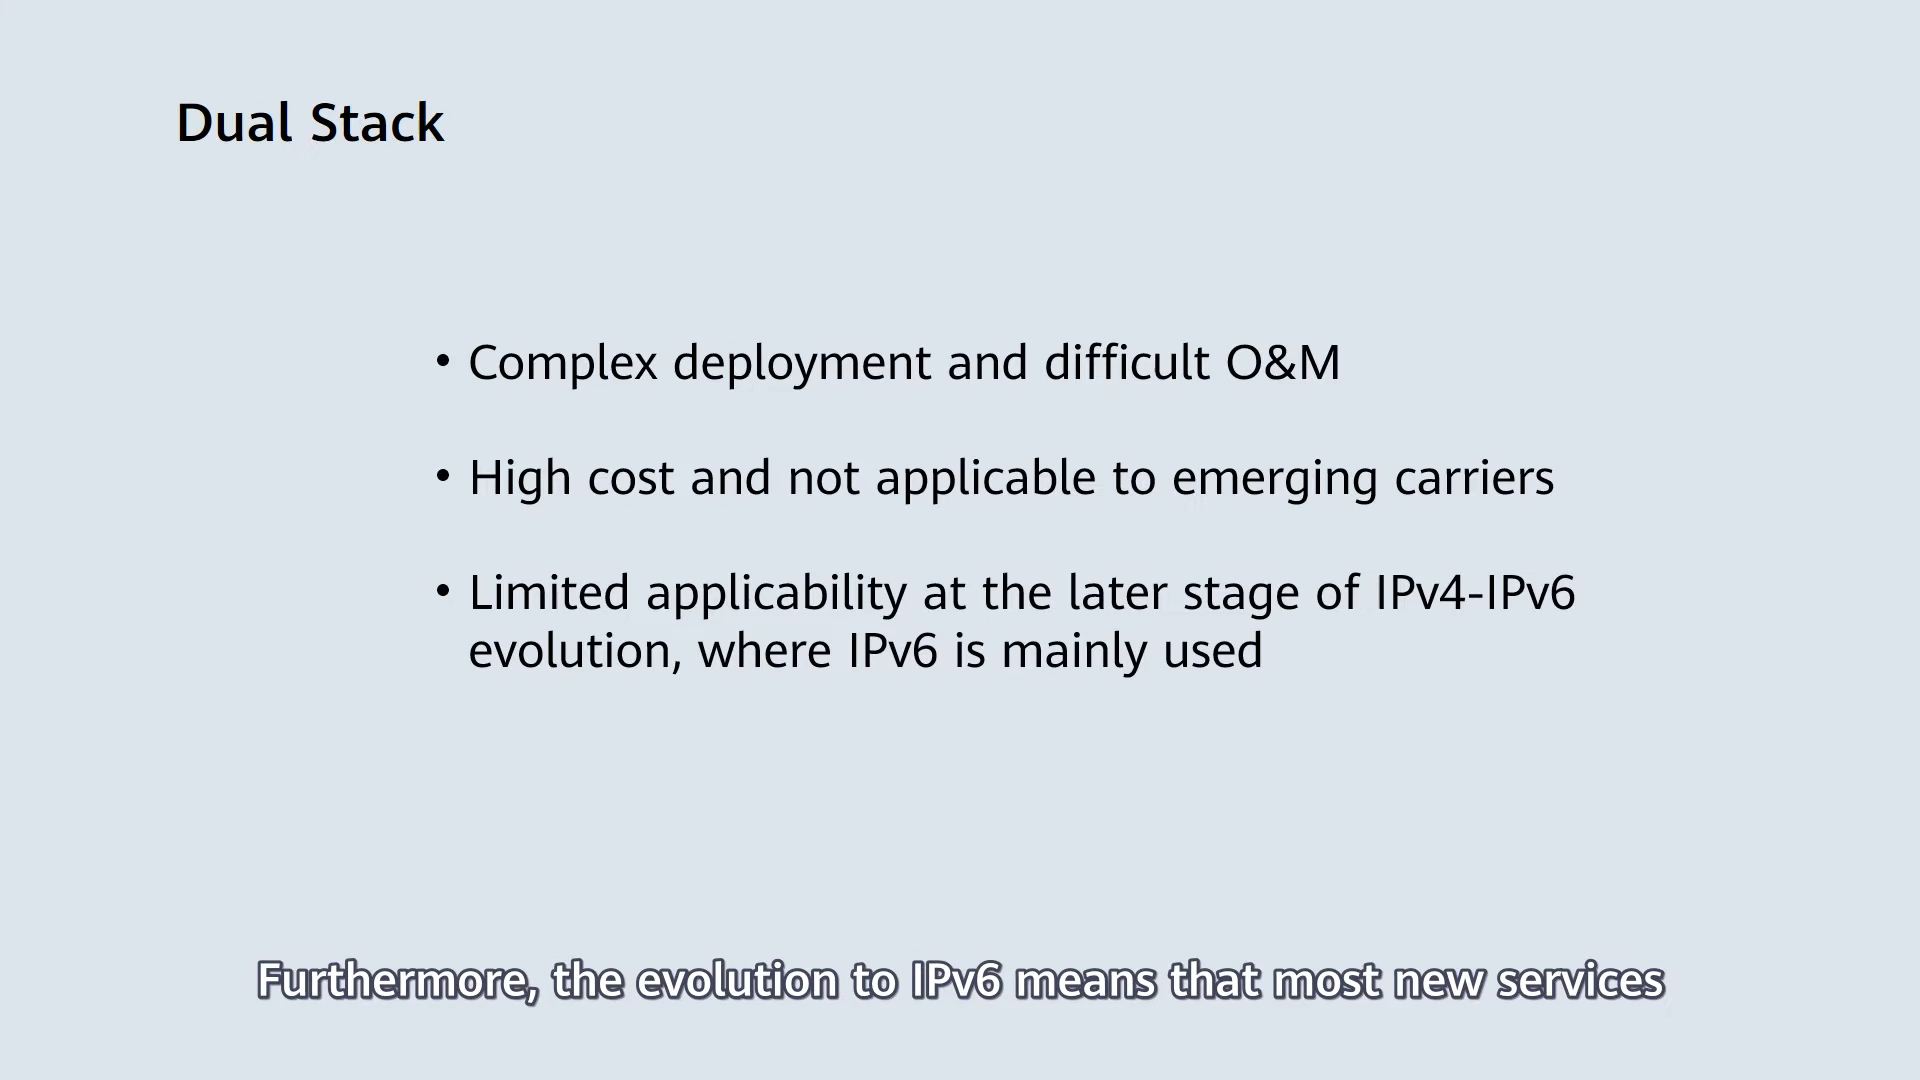 Dual Stack
• Complex deployment and difficult O&M
• High cost and not applicable to emerging carriers
• Limited applicability at the later stage of IPv4-IPv6
evolution, where IPv6 is mainly used
Furthermore, the evolution to IPv6 means that most new services